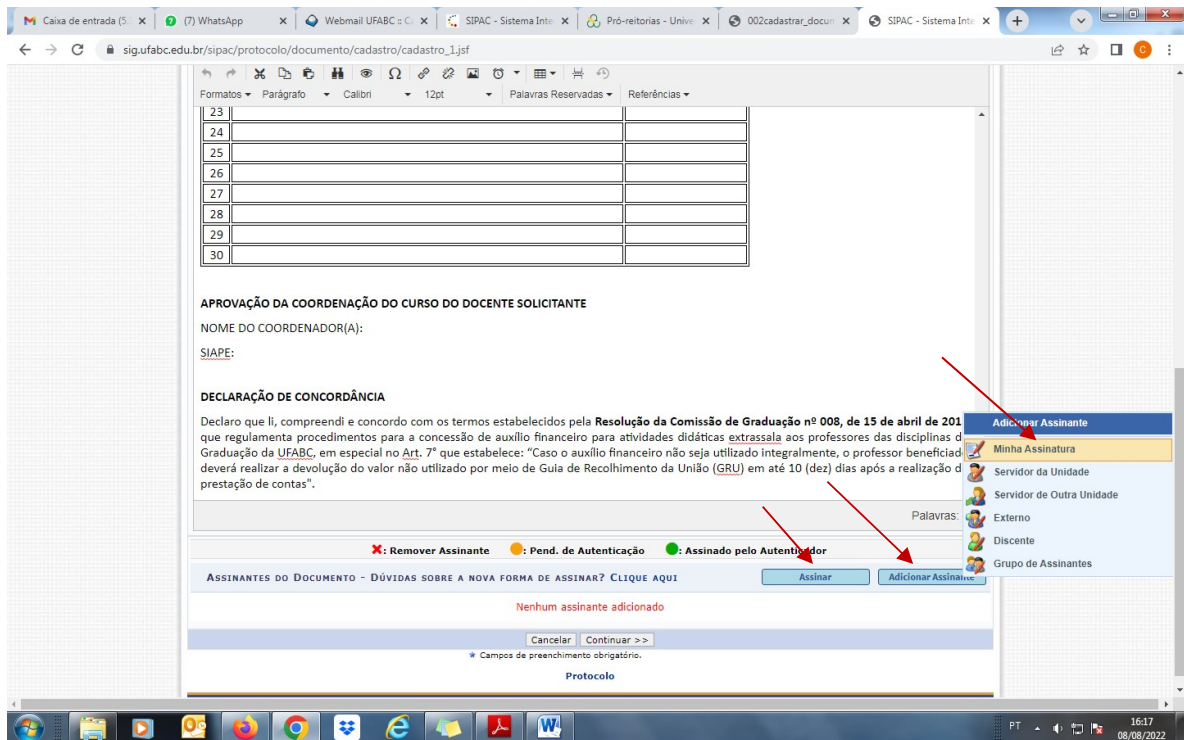 Caixa de entrada (5.
(7) WhatsApp
Webmail UFABC ::
SIPAC - Sistema Inte
Pró-reitorias - Unive
002cadastrar_docum
SIPAC - Sistema Inte
sig.ufabc.edu.br/sipac/protocolo/documento/cadastro/cadastro_1.jsf
C
Formatos Parágrafo Calibri 12pt Palavras Reservadas Referências
23
24
25
26
27
28
29
30
APROVAÇÃO DA COORDENAÇÃO DO CURSO DO DOCENTE SOLICITANTE
NOME DO COORDENADOR(A):
SIAPE:
DECLARAÇÃO DE CONCORDÂNCIA
Declaro que li, compreendi e concordo com os termos estabelecidos pela Resolução da Comissão de Graduação nº 008, de 15 de abril de 201
que regulamenta procedimentos para a concessão de auxílio financeiro para atividades didáticas extrassala aos professores das disciplinas d
Graduação da UFABC, em especial no Art. 7° que estabelece: “Caso o auxílio financeiro não seja utilizado integralmente, o professor beneficiad
deverá realizar a devolução do valor não utilizado por meio de Guia de Recolhimento da União (GRU) em até 10 (dez) dias após a realização d
prestação de contas".
Palavras:
Adicionar Assinante
Minha Assinatura
Servidor da Unidade
Servidor de Outra Unidade
Externo
Discente
Grupo de Assinantes
: Remover Assinante : Pend. de Autenticação : Assinado pelo Autenticador
ASSINANTES DO DOCUMENTO - DÚVIDAS SOBRE A NOVA FORMA DE ASSINAR? CLIQUE AQUI
Assinar
Adicionar Assinante
Nenhum assinante adicionado
Cancelar Continuar >>
Campos de preenchimento obrigatório.
Protocolo
PT
16:17
08/08/2022